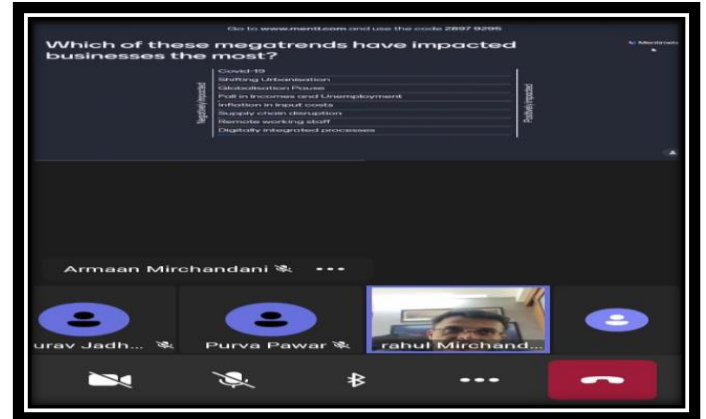 Go to www.menti.com and use the code 2897 9295
Which of these megatrends have impacted
businesses the most?
Mentimeter
Negatively impacted
Covid-19
Shifting Urbanisation
Globalisation Pause
Fall in Incomes and Unemployment
Inflation in input costs
Supply chain disruption
Remote working staff
Digitally integrated processes
Positively impacted
Armaan Mirchandani
urav Jadh...
Purva Pawar
rahul Mirchand...